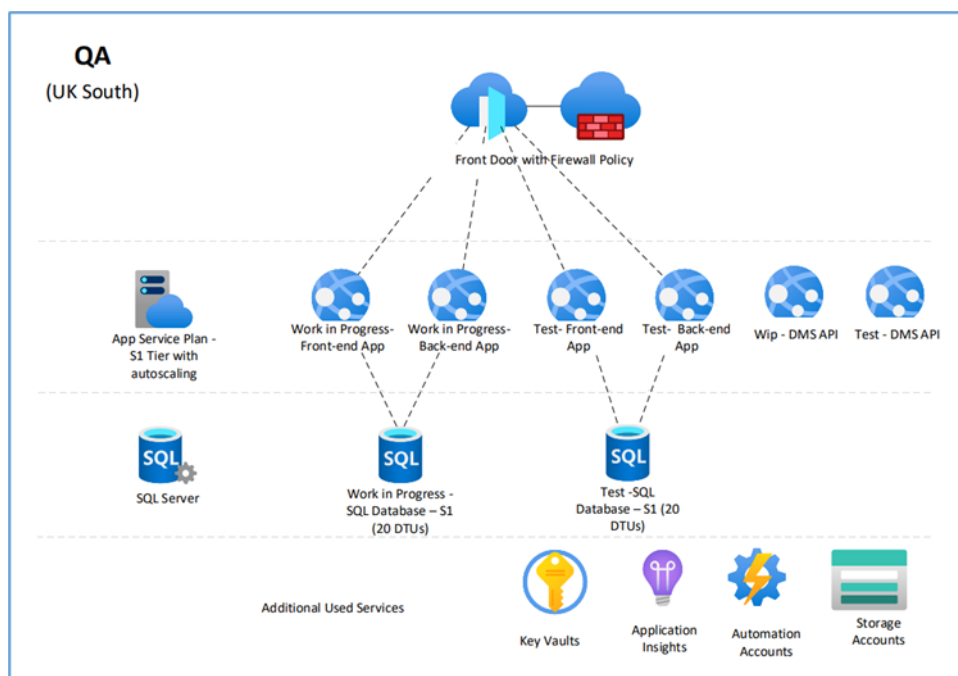 QA
(UK South)
Front Door with Firewall Policy
App Service Plan -
S1 Tier with
autoscaling
Work in Progress-
Front-end App
Work in Progress-
Back-end App
Test- Front-end
App
Test- Back-end
App
Wip - DMS API
Test - DMS API
SQL
SQL Server
SQL
Work in Progress -
SQL Database – S1
(20 DTUs)
SQL
Test -SQL
Database – S1 (20
DTUs)
Additional Used Services
Key Vaults
Application
Insights
Automation
Accounts
Storage
Accounts